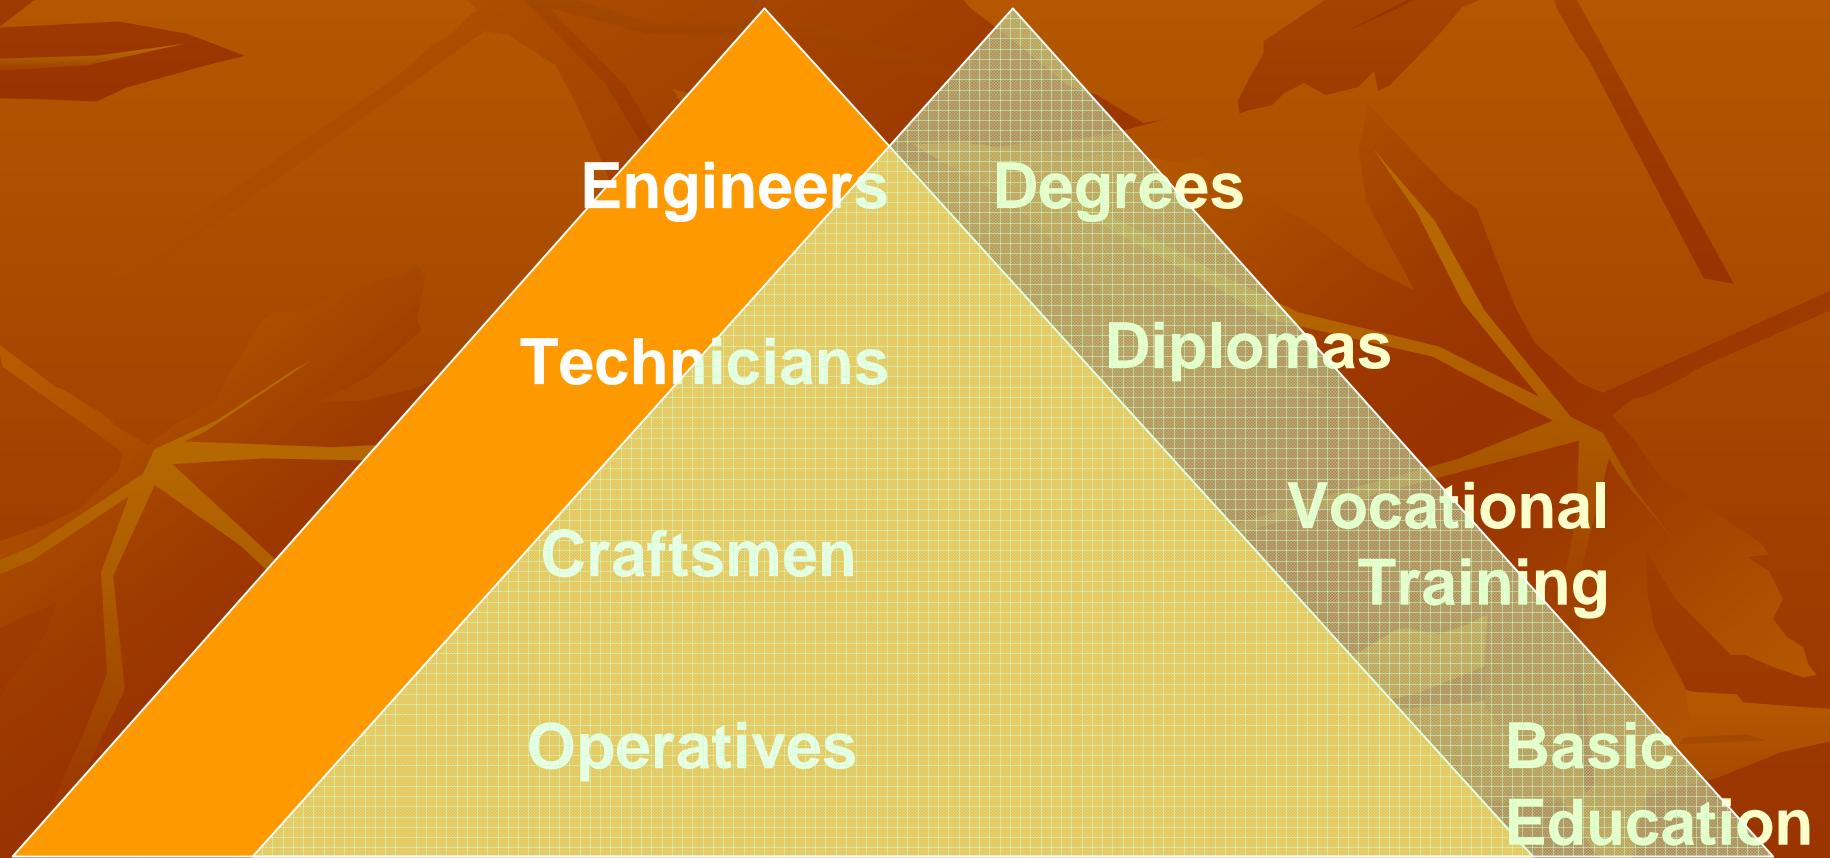 Engineers
Degrees
Technicians
Diplomas
Craftsmen
Vocational
Training
Operatives
Basic
Education